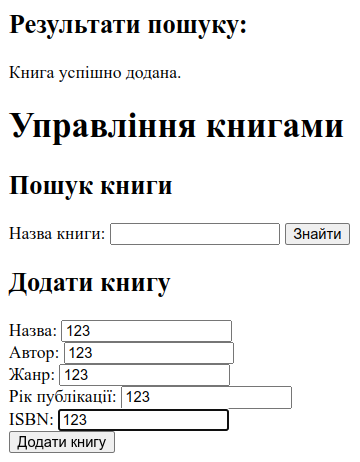 Результати пошуку:
Книга успішно додана.
Управління книгами
Пошук книги
Назва книги: Знайти
Додати книгу
Назва: 123
Автор: 123
Жанр: 123
Рік публікації: 123
ISBN: 123
Додати книгу